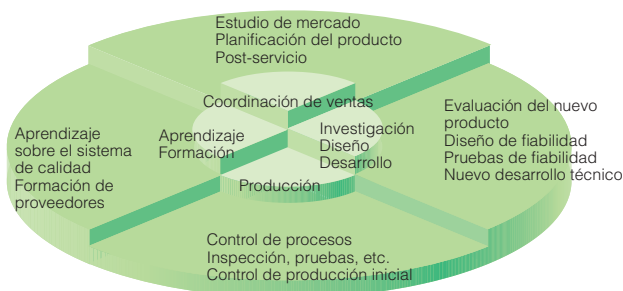 Estudio de mercado
Planificación del producto
Post-servicio
Coordinación de ventas
Aprendizaje
sobre el sistema
de calidad
Formación de
proveedores
Aprendizaje
Formación
Investigación
Diseño
Desarrollo
Evaluación del nuevo
producto
Diseño de fiabilidad
Pruebas de fiabilidad
Nuevo desarrollo técnico
Producción
Control de procesos
Inspección, pruebas, etc.
Control de producción inicial